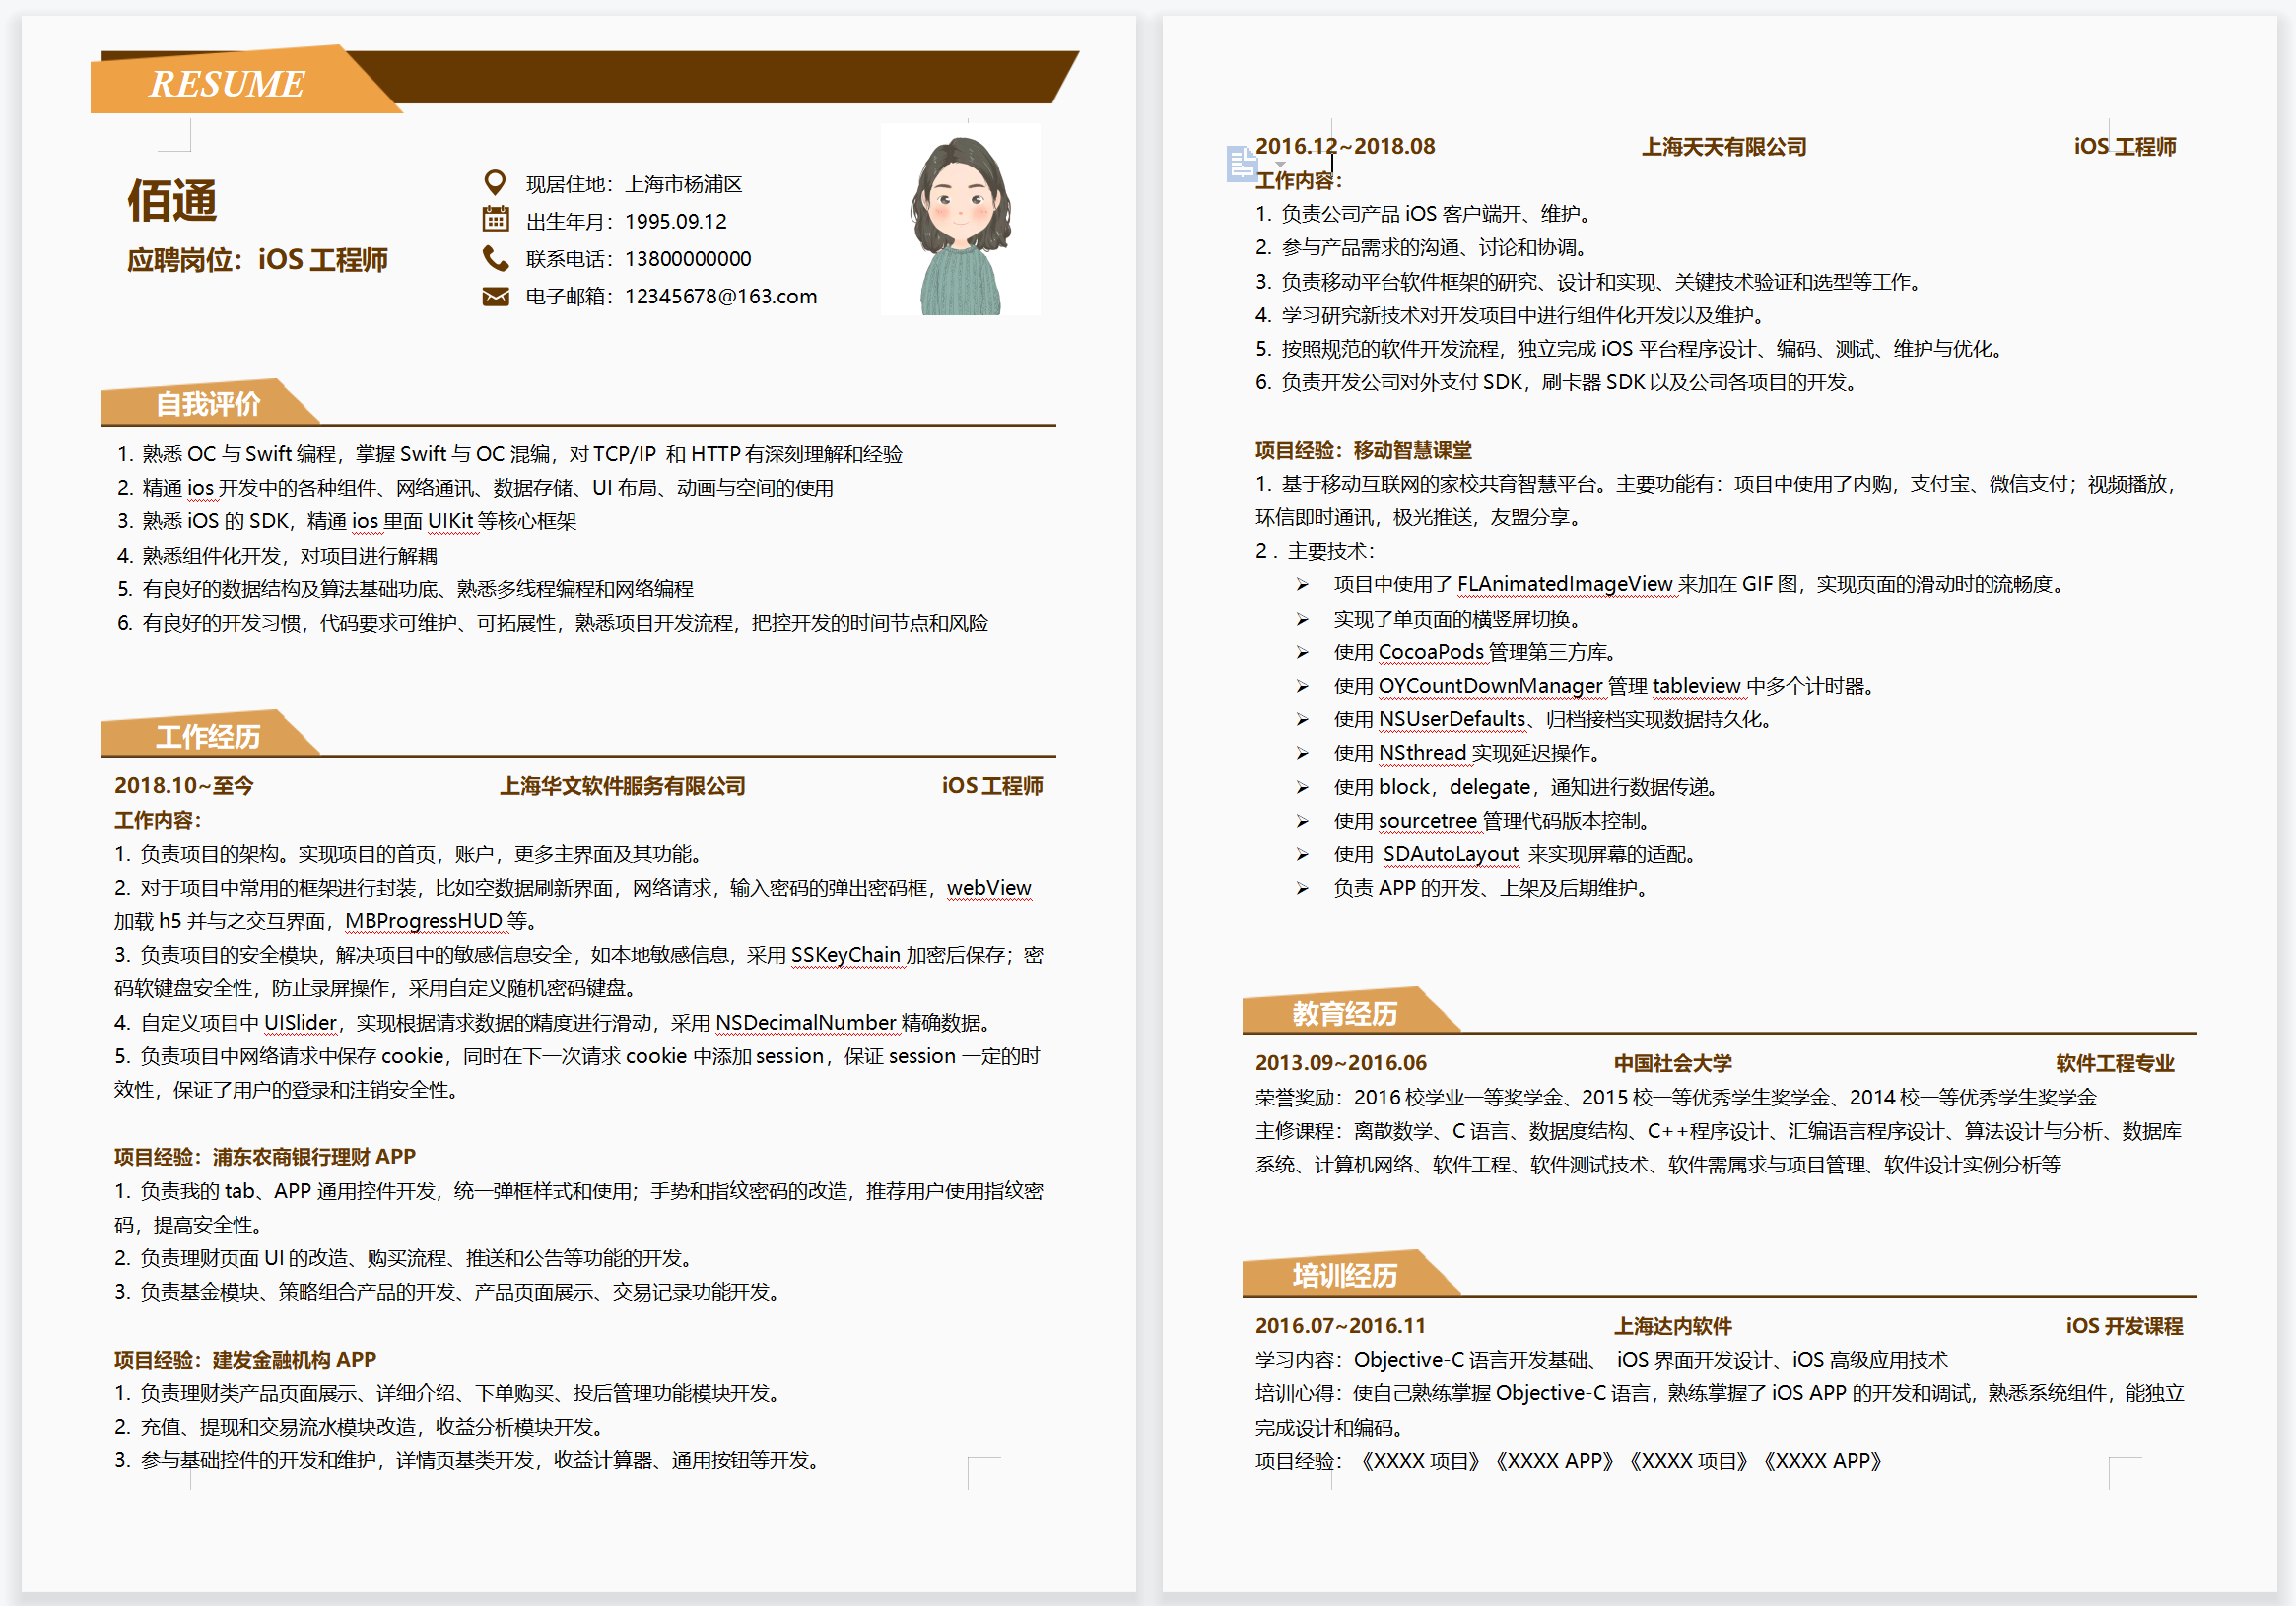 RESUME
佰通
应聘岗位：iOS 工程师
现居住地：上海市杨浦区
出生年月：1995.09.12
联系电话：13800000000
电子邮箱：12345678@163.com
自我评价
1. 熟悉 OC 与 Swift 编程，掌握 Swift 与 OC 混编，对 TCP/IP 和 HTTP 有深刻理解和经验
2. 精通 ios 开发中的各种组件、网络通讯、数据存储、UI 布局、动画与空间的使用
3. 熟悉 iOS 的 SDK，精通 ios 里面 UIKit 等核心框架
4. 熟悉组件化开发，对项目进行解耦
5. 有良好的数据结构及算法基础功底、熟悉多线程编程和网络编程
6. 有良好的开发习惯，代码要求可维护、可拓展性，熟悉项目开发流程，把控开发的时间节点和风险
工作经历
2018.10~至今 上海华文软件服务有限公司 iOS 工程师
工作内容：
1. 负责项目的架构。实现项目的首页，账户，更多主界面及其功能。
2. 对于项目中常用的框架进行封装，比如空数据刷新界面，网络请求，输入密码的弹出密码框，webView
加载 h5 并与之交互界面，MBProgressHUD 等。
3. 负责项目的安全模块，解决项目中的敏感信息安全，如本地敏感信息，采用 SSKeyChain 加密后保存；密
码软键盘安全性，防止录屏操作，采用自定义随机密码键盘。
4. 自定义项目中 UISlider，实现根据请求数据的精度进行滑动，采用 NSDecimalNumber 精确数据。
5. 负责项目中网络请求中保存 cookie，同时在下一次请求 cookie 中添加 session，保证 session 一定的时
效性，保证了用户的登录和注销安全性。
项目经验：浦东农商银行理财 APP
1. 负责我的 tab、APP 通用控件开发，统一弹框样式和使用；手势和指纹密码的改造，推荐用户使用指纹密
码，提高安全性。
2. 负责理财页面 UI 的改造、购买流程、推送和公告等功能的开发。
3. 负责基金模块、策略组合产品的开发、产品页面展示、交易记录功能开发。
项目经验：建发金融机构 APP
1. 负责理财类产品页面展示、详细介绍、下单购买、投后管理功能模块开发。
2. 充值、提现和交易流水模块改造，收益分析模块开发。
3. 参与基础控件的开发和维护，详情页基类开发，收益计算器、通用按钮等开发。
2016.12~2018.08 上海天天有限公司 iOS 工程师
工作内容：
1. 负责公司产品 iOS 客户端开、维护。
2. 参与产品需求的沟通、讨论和协调。
3. 负责移动平台软件框架的研究、设计和实现、关键技术验证和选型等工作。
4. 学习研究新技术对开发项目中进行组件化开发以及维护。
5. 按照规范的软件开发流程，独立完成 iOS 平台程序设计、编码、测试、维护与优化。
6. 负责开发公司对外支付 SDK，刷卡器 SDK 以及公司各项目的开发。
项目经验：移动智慧课堂
1. 基于移动互联网的家校共育智慧平台。主要功能有：项目中使用了内购，支付宝、微信支付；视频播放，
环信即时通讯，极光推送，友盟分享。
2 . 主要技术：
➢ 项目中使用了 FLAnimatedImageView 来加在 GIF 图，实现页面的滑动时的流畅度。
➢ 实现了单页面的横竖屏切换。
➢ 使用 CocoaPods 管理第三方库。
➢ 使用 OYCountDownManager 管理 tableview 中多个计时器。
➢ 使用 NSUserDefaults、归档接档实现数据持久化。
➢ 使用 NSthread 实现延迟操作。
➢ 使用 block，delegate，通知进行数据传递。
➢ 使用 sourcetree 管理代码版本控制。
➢ 使用 SDAutoLayout 来实现屏幕的适配。
➢ 负责 APP 的开发、上架及后期维护。
教育经历
2013.09~2016.06 中国社会大学 软件工程专业
荣誉奖励：2016 校学业一等奖学金、2015 校一等优秀学生奖学金、2014 校一等优秀学生奖学金
主修课程：离散数学、C 语言、数据度结构、C++程序设计、汇编语言程序设计、算法设计与分析、数据库
系统、计算机网络、软件工程、软件测试技术、软件需属求与项目管理、软件设计实例分析等
培训经历
2016.07~2016.11 上海达内软件 iOS 开发课程
学习内容：Objective-C 语言开发基础、 iOS 界面开发设计、iOS 高级应用技术
培训心得：使自己熟练掌握 Objective-C 语言，熟练掌握了 iOS APP 的开发和调试，熟悉系统组件，能独立
完成设计和编码。
项目经验：《XXXX 项目》《XXXX APP》《XXXX 项目》《XXXX APP》